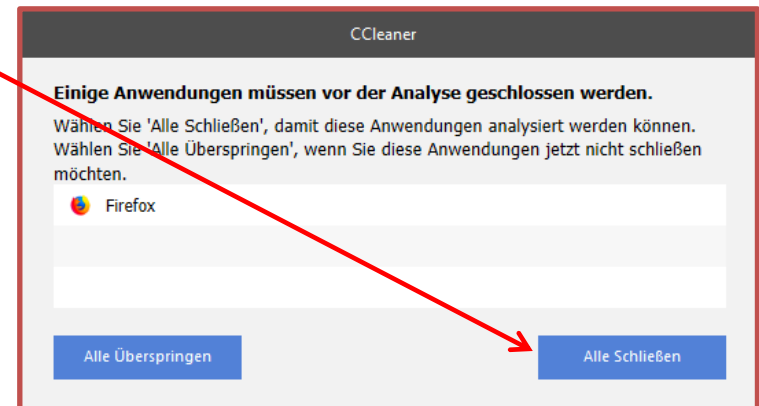 CCleaner
Einige Anwendungen müssen vor der Analyse geschlossen werden.
Wählen Sie 'Alle Schließen', damit diese Anwendungen analysiert werden können.
Wählen Sie 'Alle Überspringen', wenn Sie diese Anwendungen jetzt nicht schließen
möchten.
Firefox
Alle Überspringen
Alle Schließen